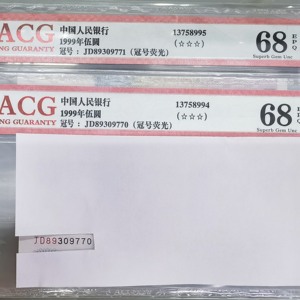 ACG
NG GUARANTY
中国人民银行
1999年伍圆
冠号：JD89309771（冠号荧光）
13758995
(☆☆☆)
68 EPQ
Superb Gem Unc
ACG
NG GUARANTY
中国人民银行
1999年伍圆
冠号：JD89309770（冠号荧光）
13758994
(☆☆☆)
68 EPQ
Superb Gem Unc
JD89309770